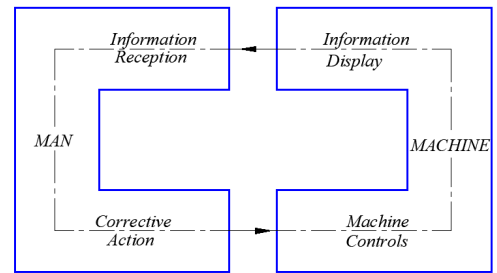 Information
Reception
Information
Display
MAN
MACHINE
Corrective
Action
Machine
Controls